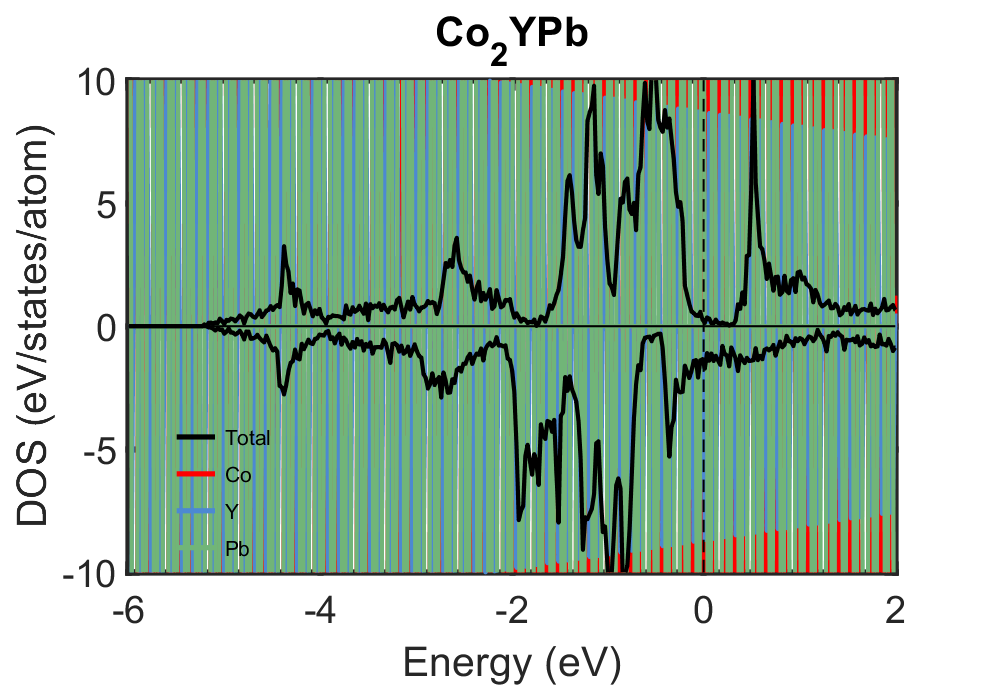 Co₂YPb
DOS (eV/states/atom)
10
5
0
-5
-10
Total
Co
Y
Pb
-6 -4 -2 0 2
Energy (eV)